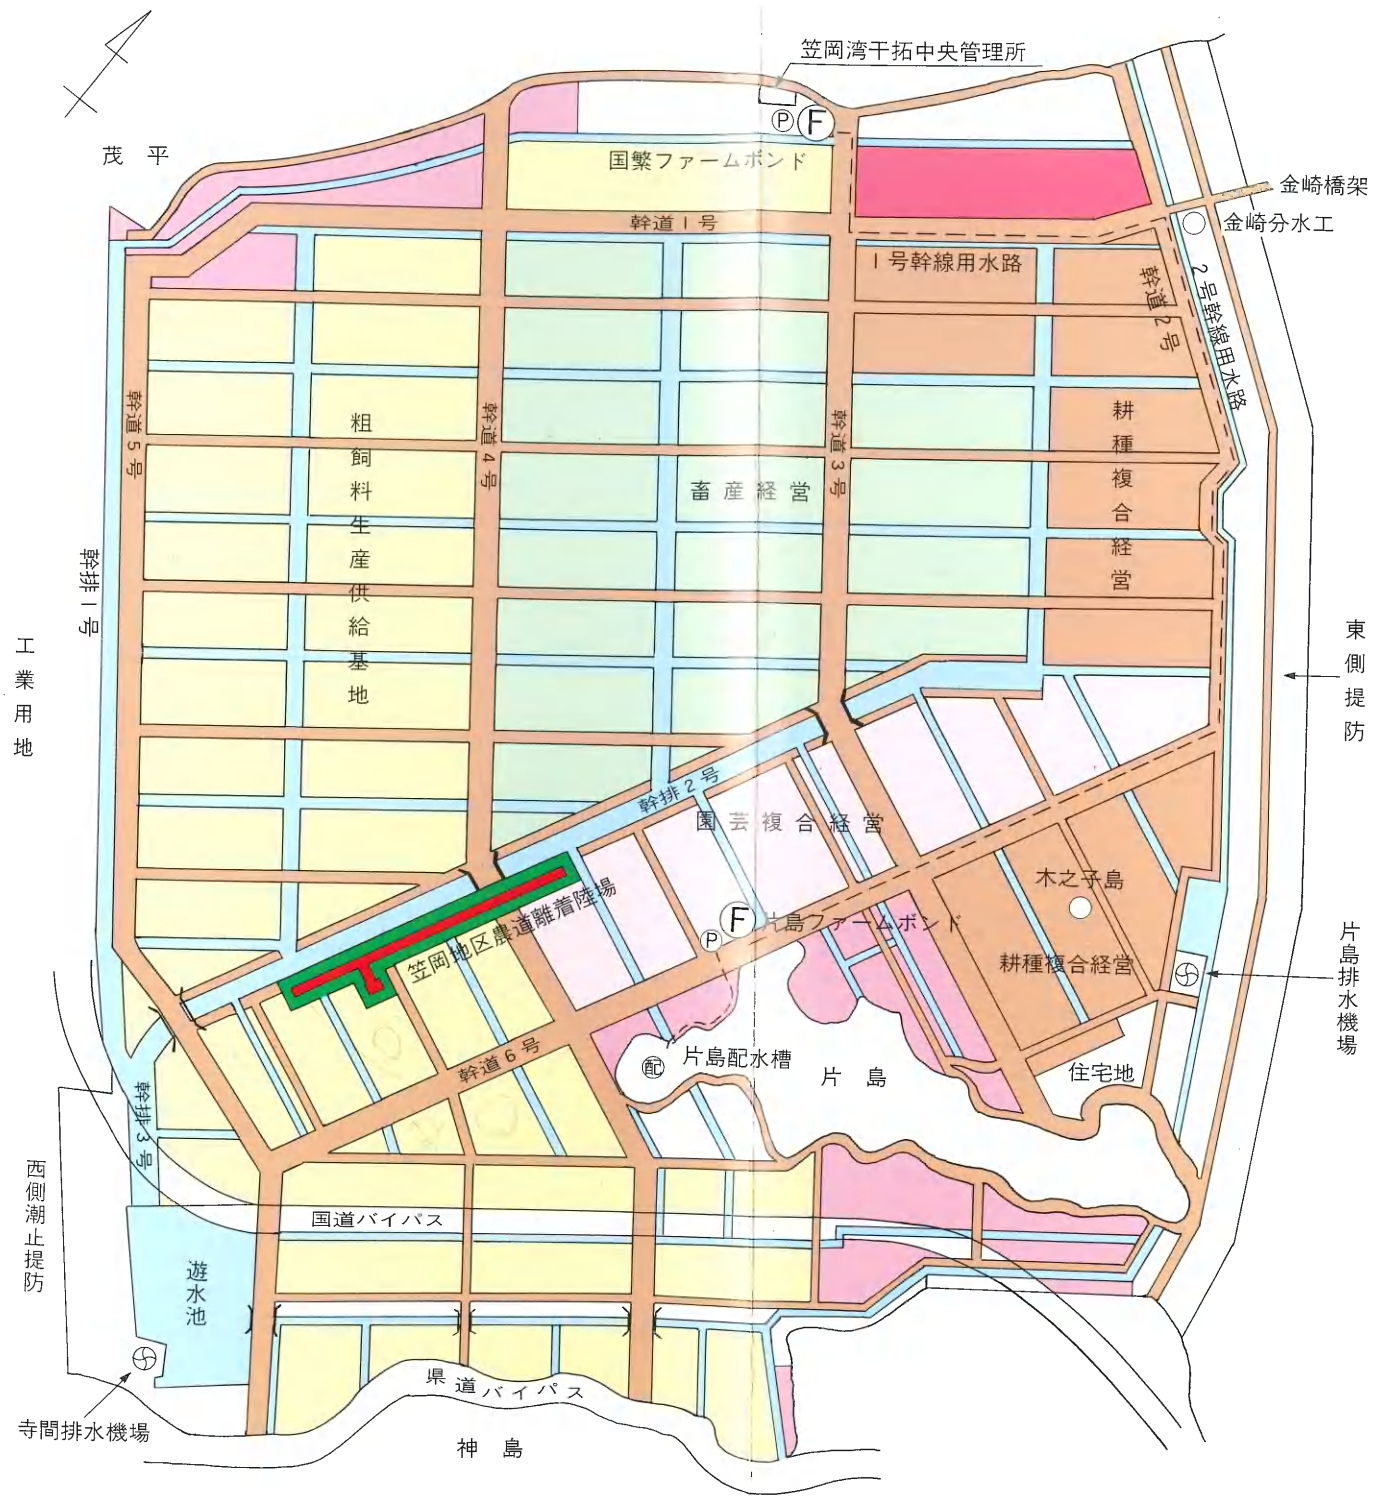 笠岡湾干拓中央管理所
Ⓟ Ⓕ
茂平
国繁ファームボンド
金崎橋架
金崎分水工
幹道1号
1号幹線用水路
幹道2号
2号幹線用水路
幹道5号
粗飼料生産供給基地
幹道4号
畜産経営
幹道3号
耕種複合経営
幹排1号
工業用地
東側提防
幹排2号
園芸複合経営
木之子島
笠岡地区農道離着陸場
Ⓕ 片島ファームボンド
Ⓟ
耕種複合経営
片島排水機場
幹道6号
配 片島配水槽
片島
住宅地
幹排3号
西側潮止提防
国道バイパス
遊水池
県道バイパス
寺間排水機場
神島